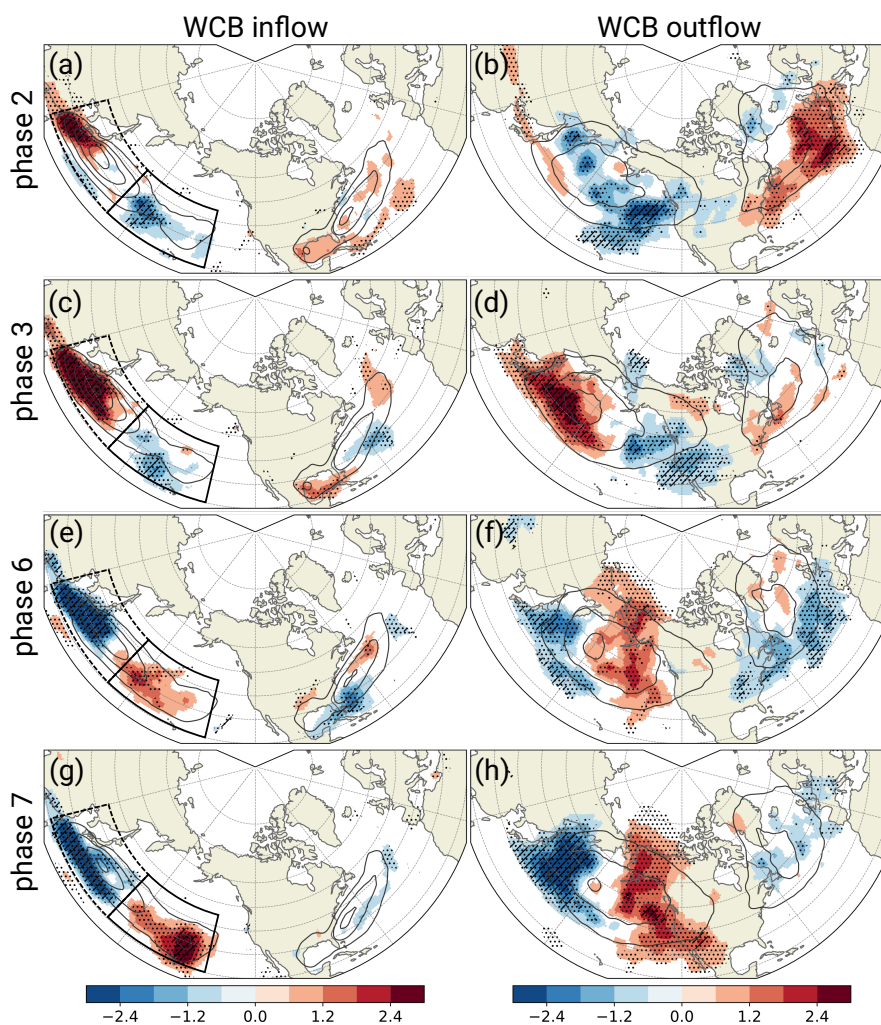 WCB inflow
WCB outflow
phase 2
(a)
(b)
phase 3
(c)
(d)
phase 6
(e)
(f)
phase 7
(g)
(h)
−2.4 −1.2 0.0 1.2 2.4
−2.4 −1.2 0.0 1.2 2.4